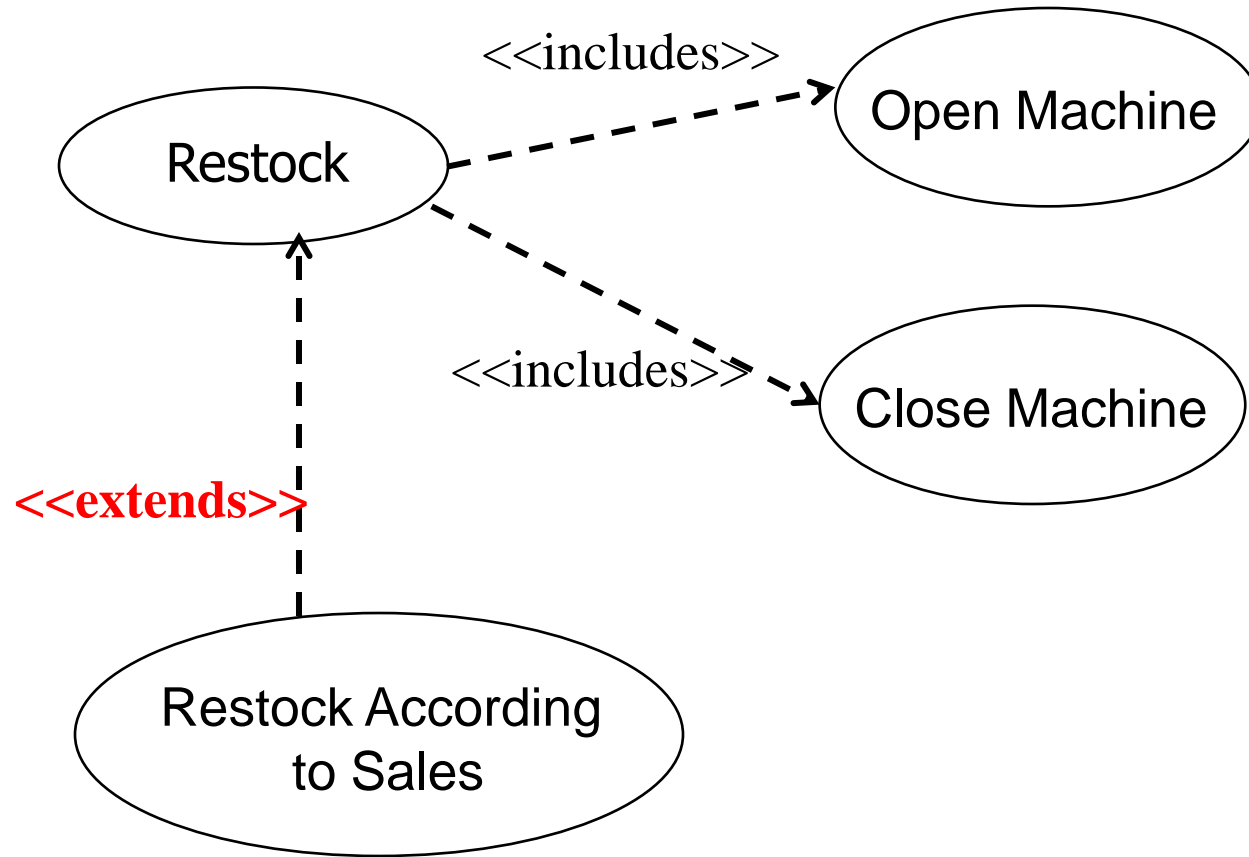 <<includes>>
Open Machine
Restock
<<includes>>
Close Machine
<<extends>>
Restock According
to Sales